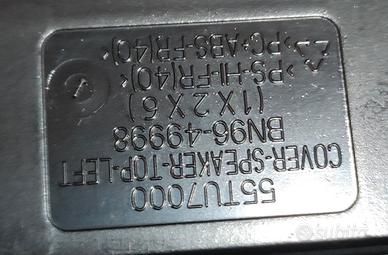 55TU7000
COVER-SPEAKER-TOP-LEFT
BN96-49998
(1X2X6)
>PS-HI-FR(40)<
>PC+ABS-FR(40)<
subito